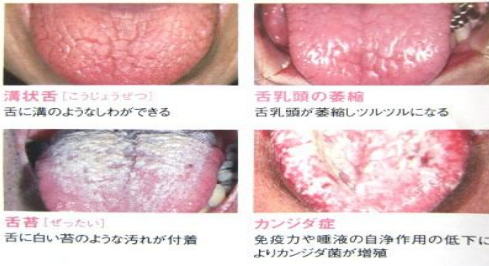 溝状舌[こうじょうぜつ]
舌に溝のようなしわができる
舌乳頭の萎縮
舌乳頭が萎縮しツルツルになる
舌苔[ぜったい]
舌に白い苔のような汚れが付着
カンジダ症
免疫力や唾液の自浄作用の低下に
よりカンジダ菌が増殖